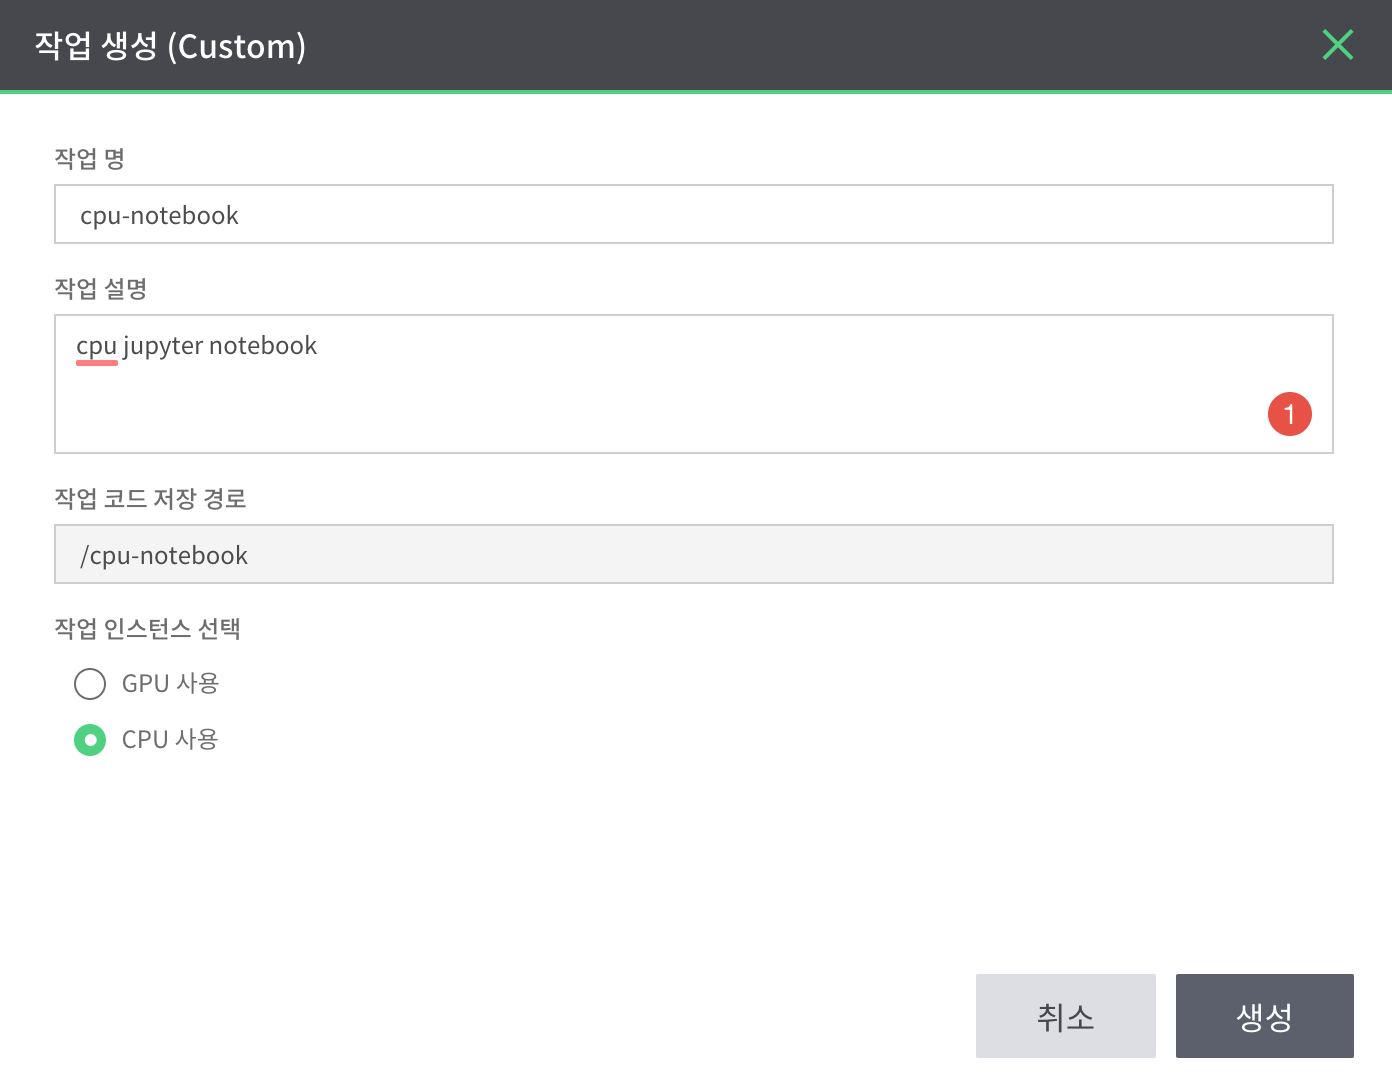 작업 생성 (Custom)
작업 명
cpu-notebook
작업 설명
cpu jupyter notebook
1
작업 코드 저장 경로
/cpu-notebook
작업 인스턴스 선택
GPU 사용
CPU 사용
취소
생성